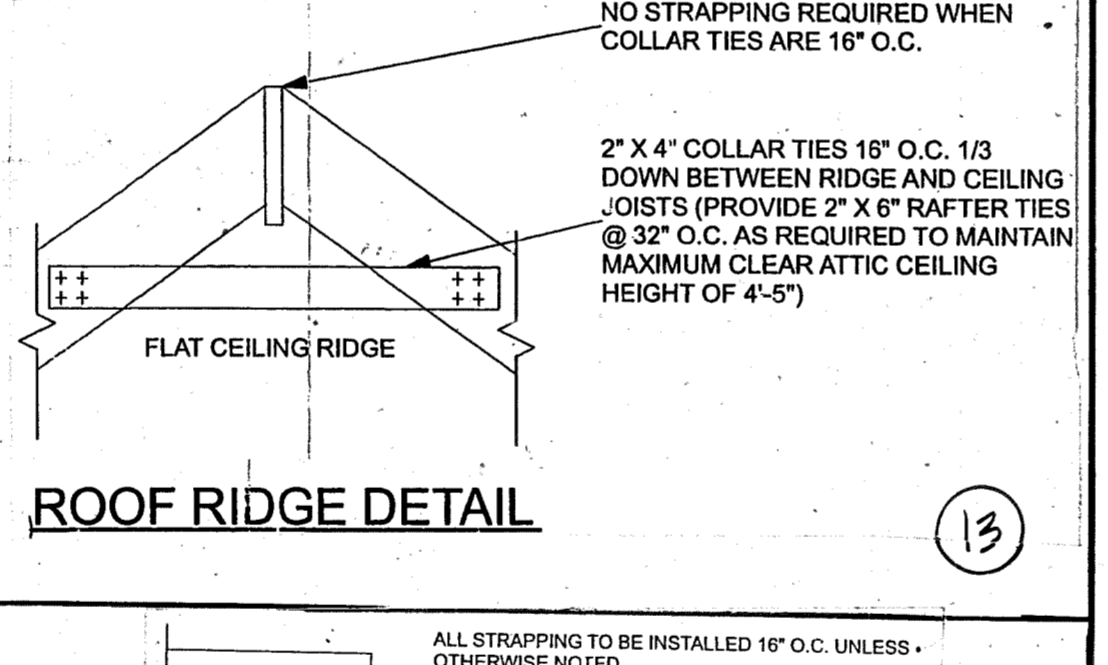 NO STRAPPING REQUIRED WHEN
COLLAR TIES ARE 16" O.C.
2" X 4" COLLAR TIES 16" O.C. 1/3
DOWN BETWEEN RIDGE AND CEILING
JOISTS (PROVIDE 2" X 6" RAFTER TIES
@ 32" O.C. AS REQUIRED TO MAINTAIN
MAXIMUM CLEAR ATTIC CEILING
HEIGHT OF 4'-5")
FLAT CEILING RIDGE
ROOF RIDGE DETAIL
13
ALL STRAPPING TO BE INSTALLED 16" O.C. UNLESS
OTHERWISE NOTED